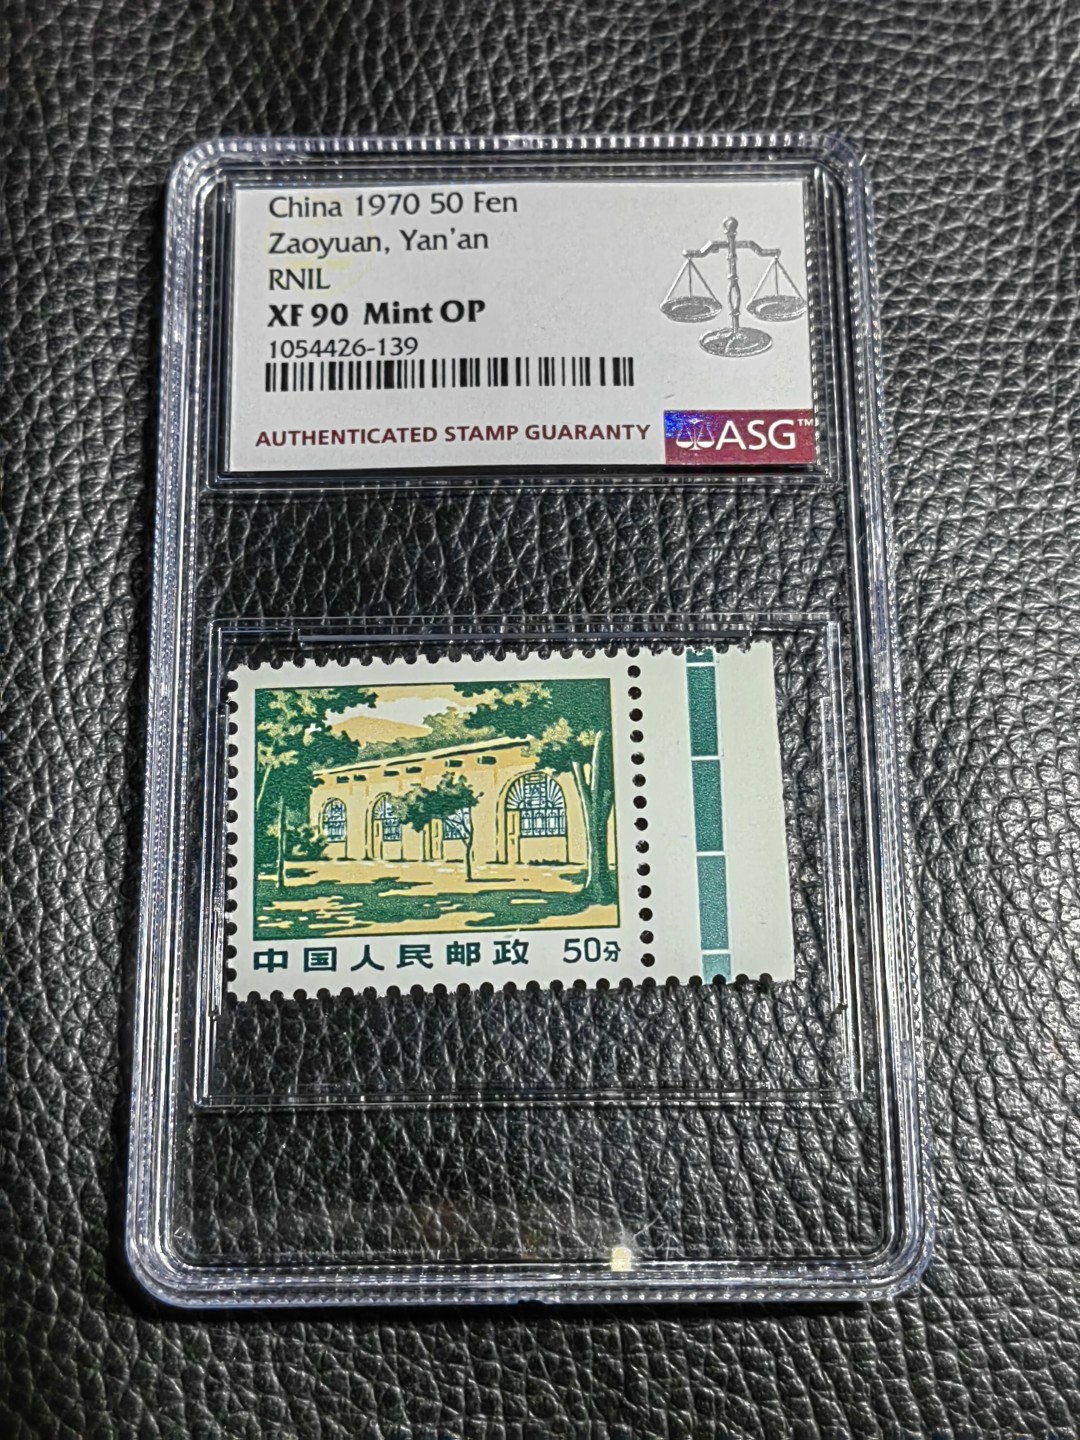 China 1970 50 Fen
Zaoyuan, Yan'an
RNIL
XF 90 Mint OP
1054426-139
AUTHENTICATED STAMP GUARANTY
ASG™
中国人民邮政 50分